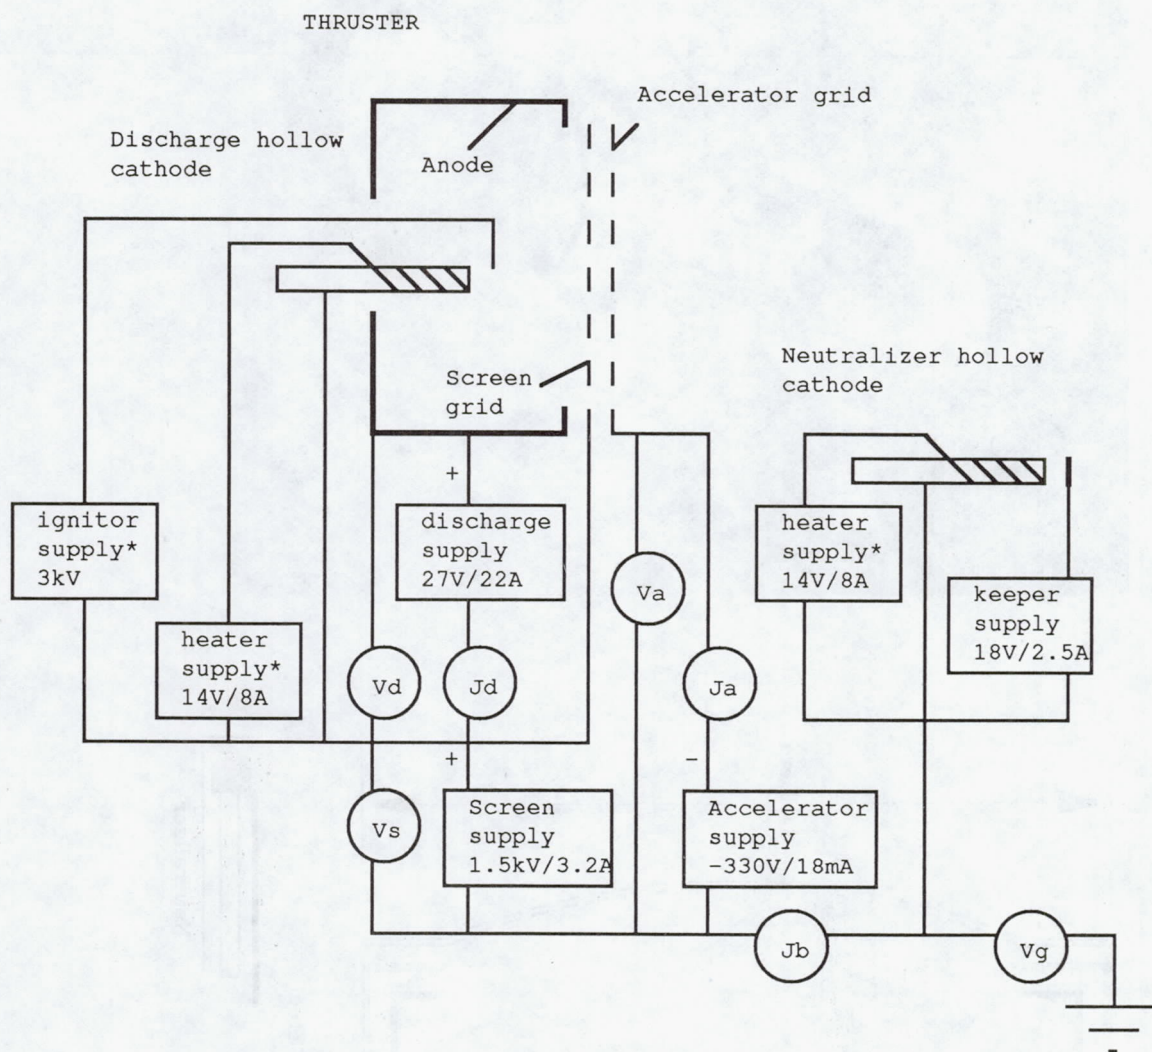 THRUSTER
Accelerator grid
Discharge hollow
cathode
Anode
Neutralizer hollow
cathode
Screen
grid
+
ignitor
supply*
3kV
discharge
supply
27V/22A
heater
supply*
14V/8A
Va
keeper
supply
18V/2.5A
heater
supply*
14V/8A
Vd
Jd
Ja
+
-
Vs
Screen
supply
1.5kV/3.2A
Accelerator
supply
-330V/18mA
Jb
Vg